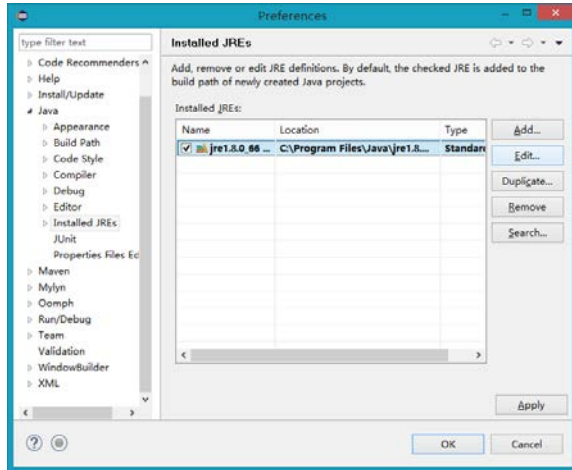 Preferences
type filter text
Code Recommenders
Help
Install/Update
Java
Appearance
Build Path
Code Style
Compiler
Debug
Editor
Installed JREs
JUnit
Properties Files Ed
Maven
Mylyn
Oomph
Run/Debug
Team
Validation
WindowBuilder
XML
Installed JREs
Add, remove or edit JRE definitions. By default, the checked JRE is added to the
build path of newly created Java projects.
Installed JREs:
Name Location Type
jre1.8.0_66 ... C:\Program Files\Java\jre1.8.... Standard
Add...
Edit...
Duplicate...
Remove
Search...
Apply
OK Cancel